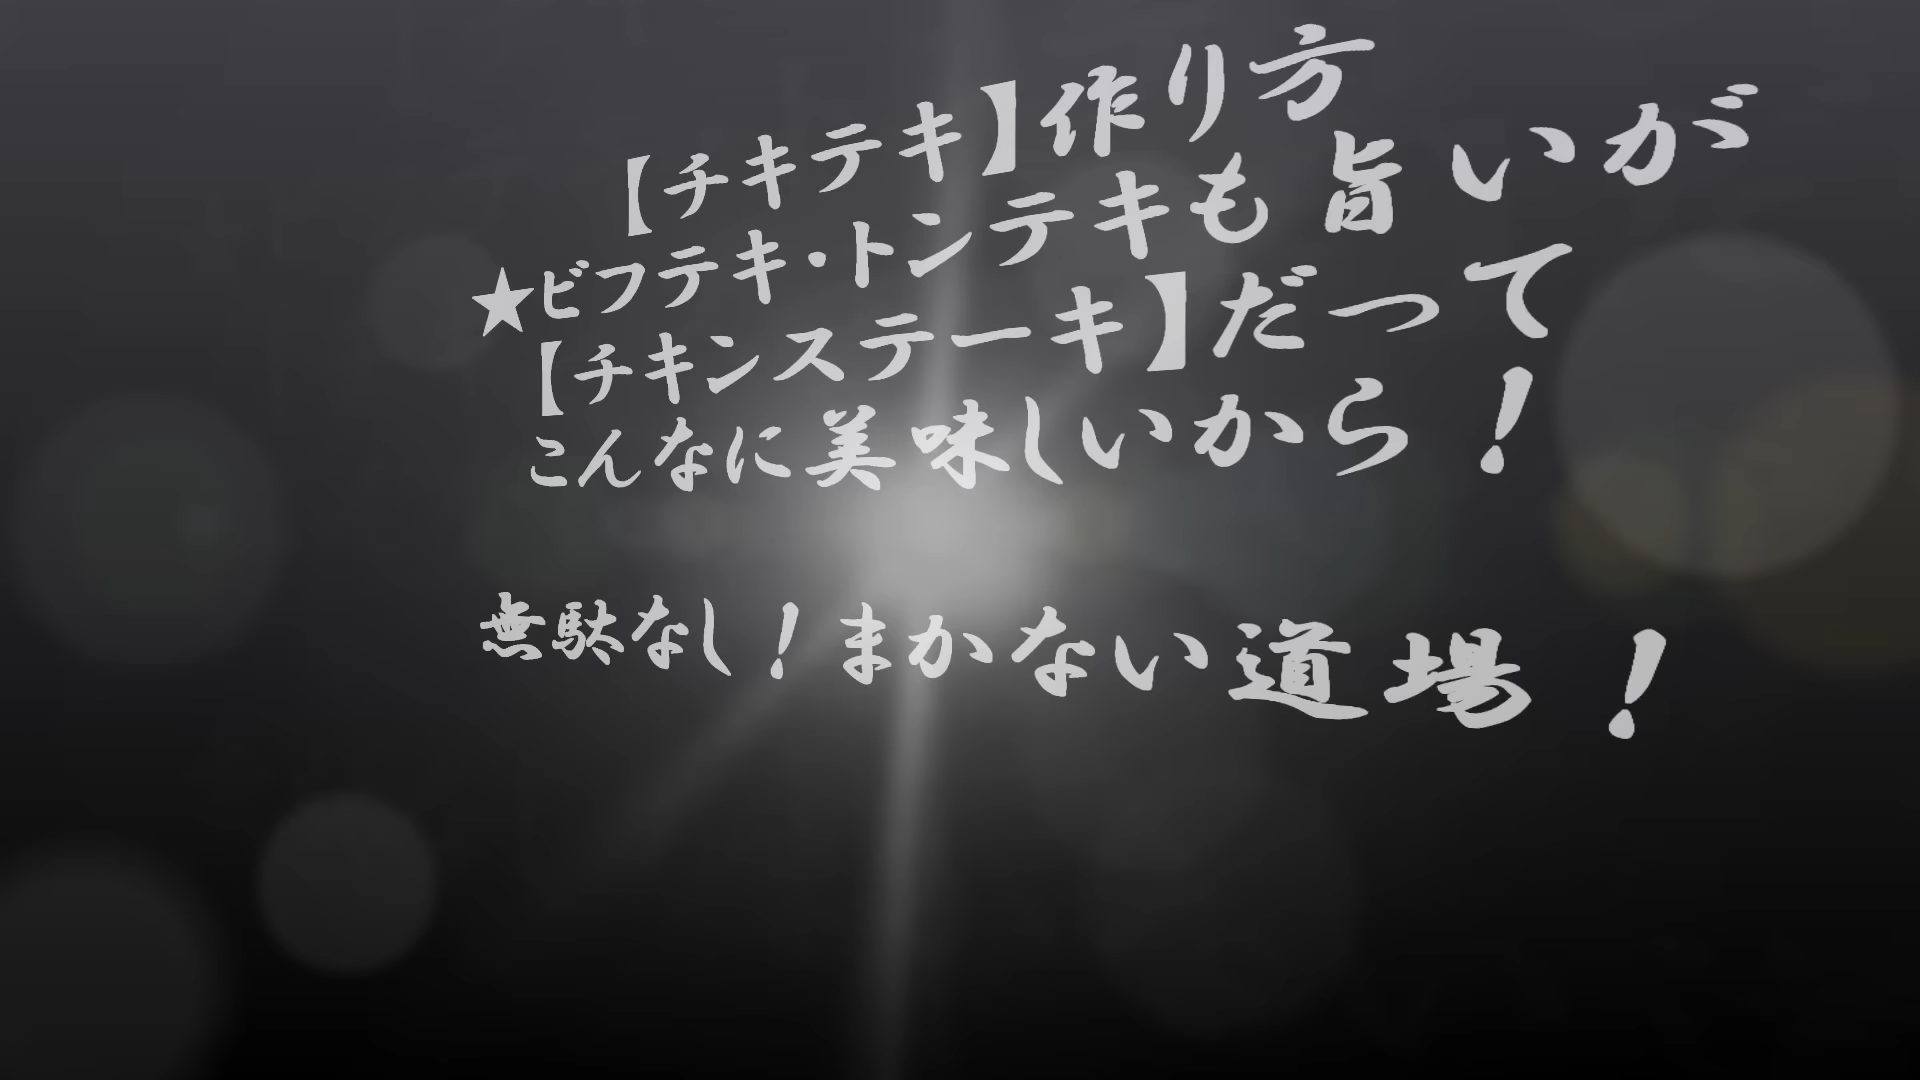 【チキテキ】作り方
★ビフテキ・トンテキも旨いが
【チキンステーキ】だって
こんなに美味しいから！
無駄なし！まかない道場！